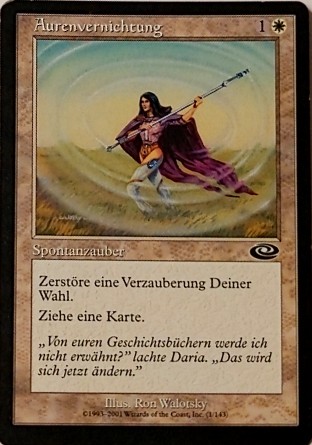 Aurenvernichtung 1
Spontanzauber
Zerstöre eine Verzauberung Deiner
Wahl.
Ziehe eine Karte.
„Von euren Geschichtsbüchern werde ich
nicht erwähnt?” lachte Daria. „Das wird
sich jetzt ändern.”
Illus. Ron Walotsky
©1993-2001 Wizards of the Coast, Inc. (1/143)